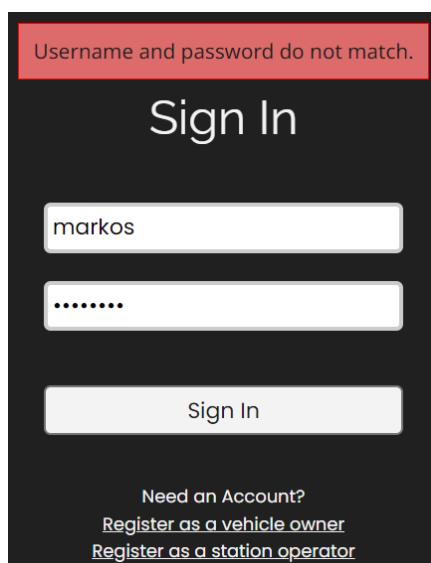 Username and password do not match.
Sign In
markos
••••••••
Sign In
Need an Account?
Register as a vehicle owner
Register as a station operator